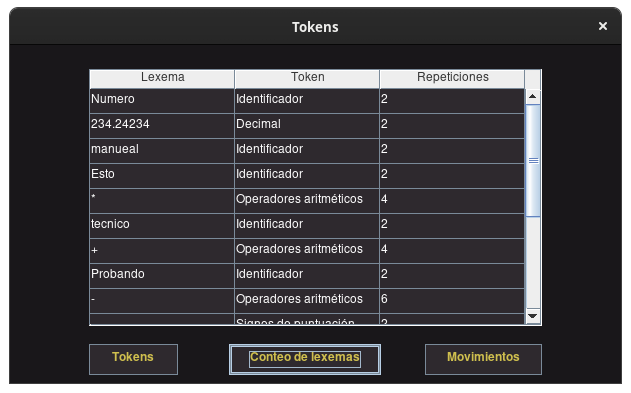 Tokens ×
Lexema Token Repeticiones
Numero Identificador 2
234.24234 Decimal 2
manueal Identificador 2
Esto Identificador 2
* Operadores aritméticos 4
tecnico Identificador 2
+ Operadores aritméticos 4
Probando Identificador 2
- Operadores aritméticos 6
Signos de puntuación 2
Tokens Conteo de lexemas Movimientos